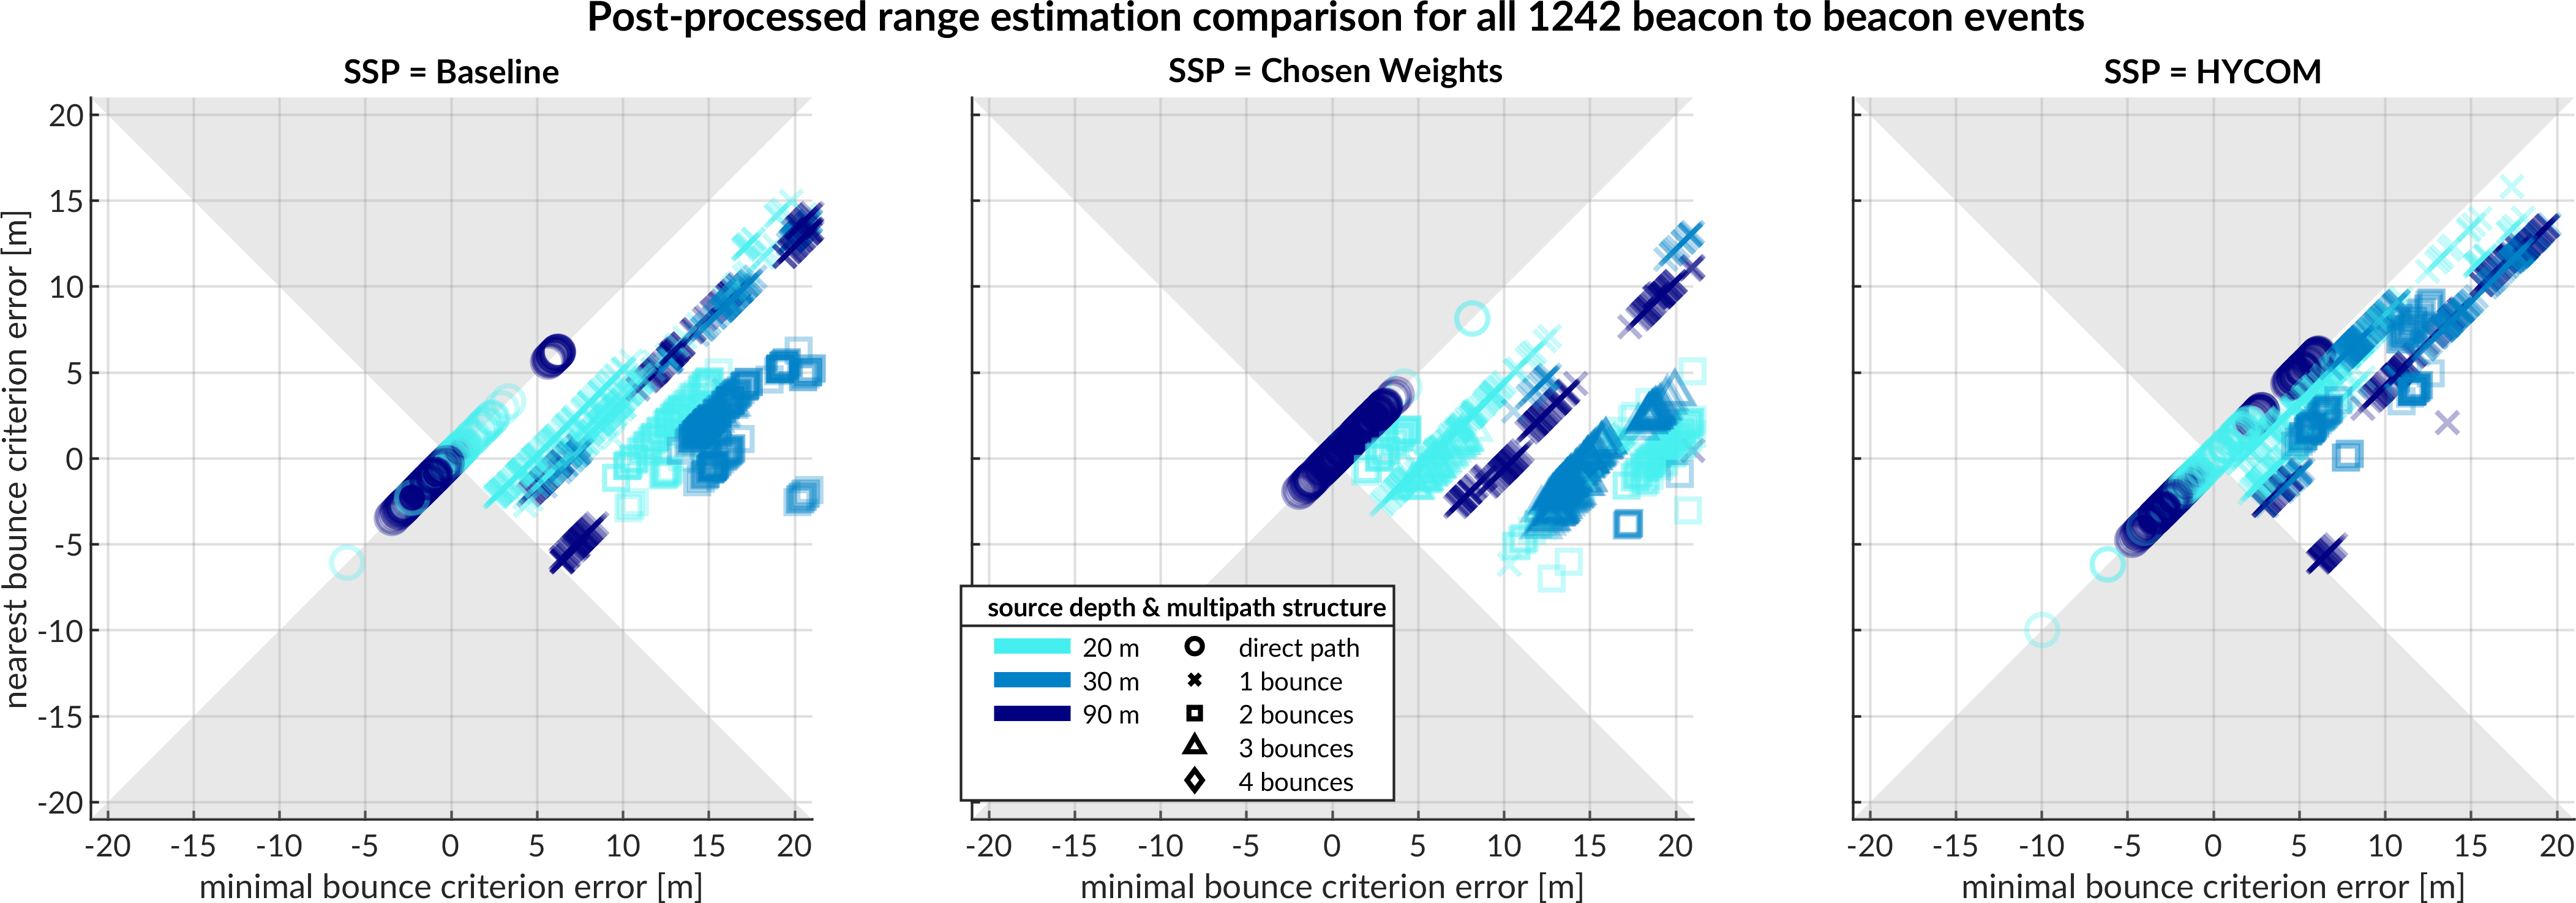 Post-processed range estimation comparison for all 1242 beacon to beacon events
SSP = Baseline
SSP = Chosen Weights
SSP = HYCOM
nearest bounce criterion error [m]
20
15
10
5
0
-5
-10
-15
-20
-20 -15 -10 -5 0 5 10 15 20
minimal bounce criterion error [m]
source depth & multipath structure
20 m direct path
30 m 1 bounce
90 m 2 bounces
3 bounces
4 bounces
-20 -15 -10 -5 0 5 10 15 20
minimal bounce criterion error [m]
-20 -15 -10 -5 0 5 10 15 20
minimal bounce criterion error [m]